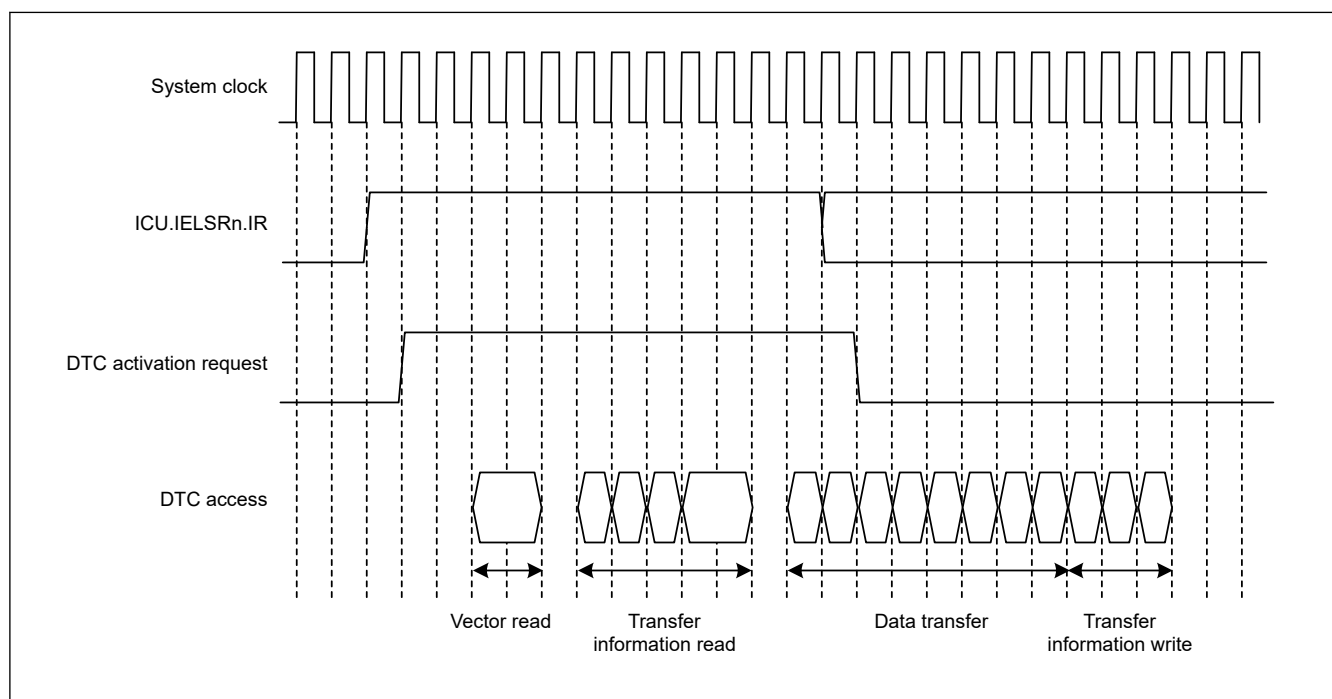 System clock
ICU.IELSRn.IR
DTC activation request
DTC access
Vector read
Transfer
information read
Data transfer
Transfer
information write